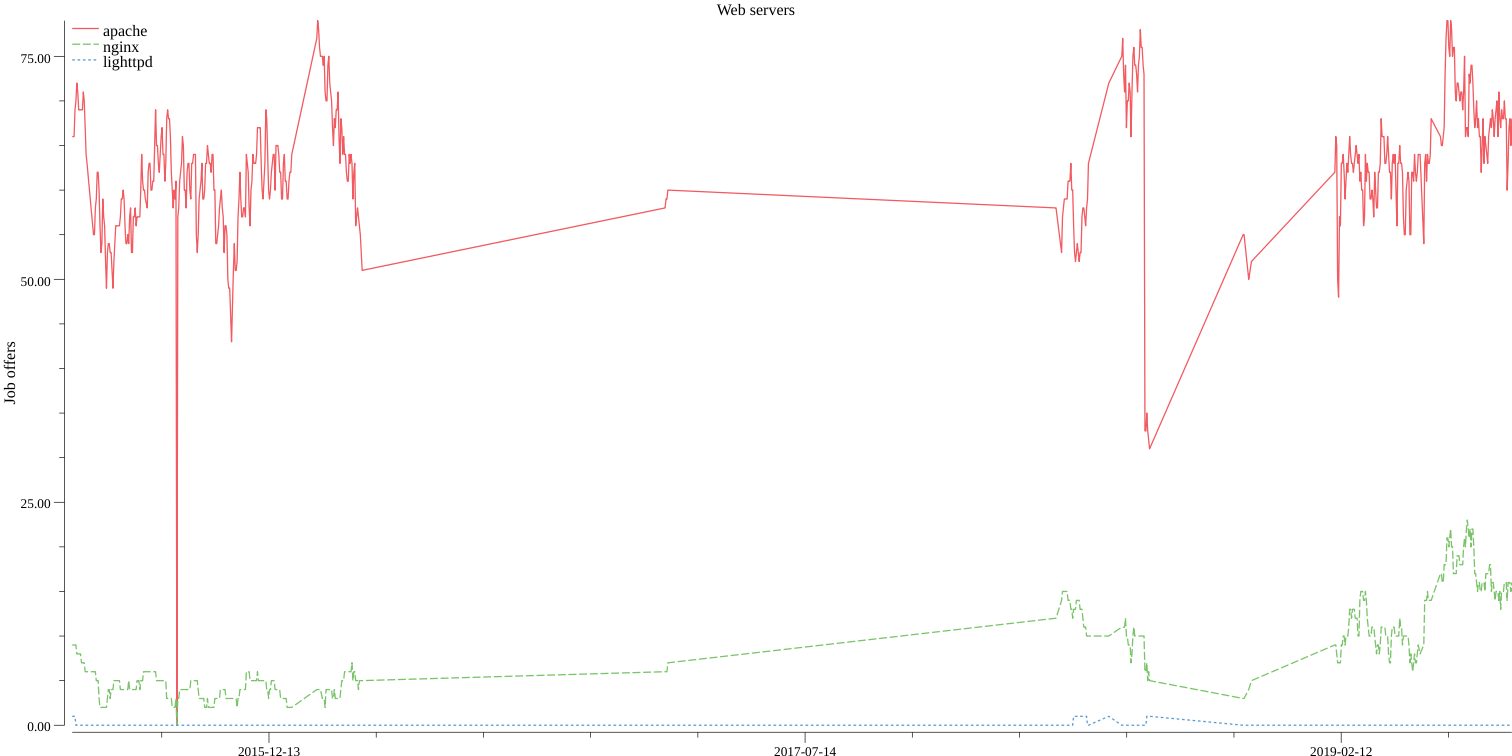 Web servers
apache
nginx
lighttpd
75.00
50.00
25.00
0.00
Job offers
2015-12-13
2017-07-14
2019-02-12